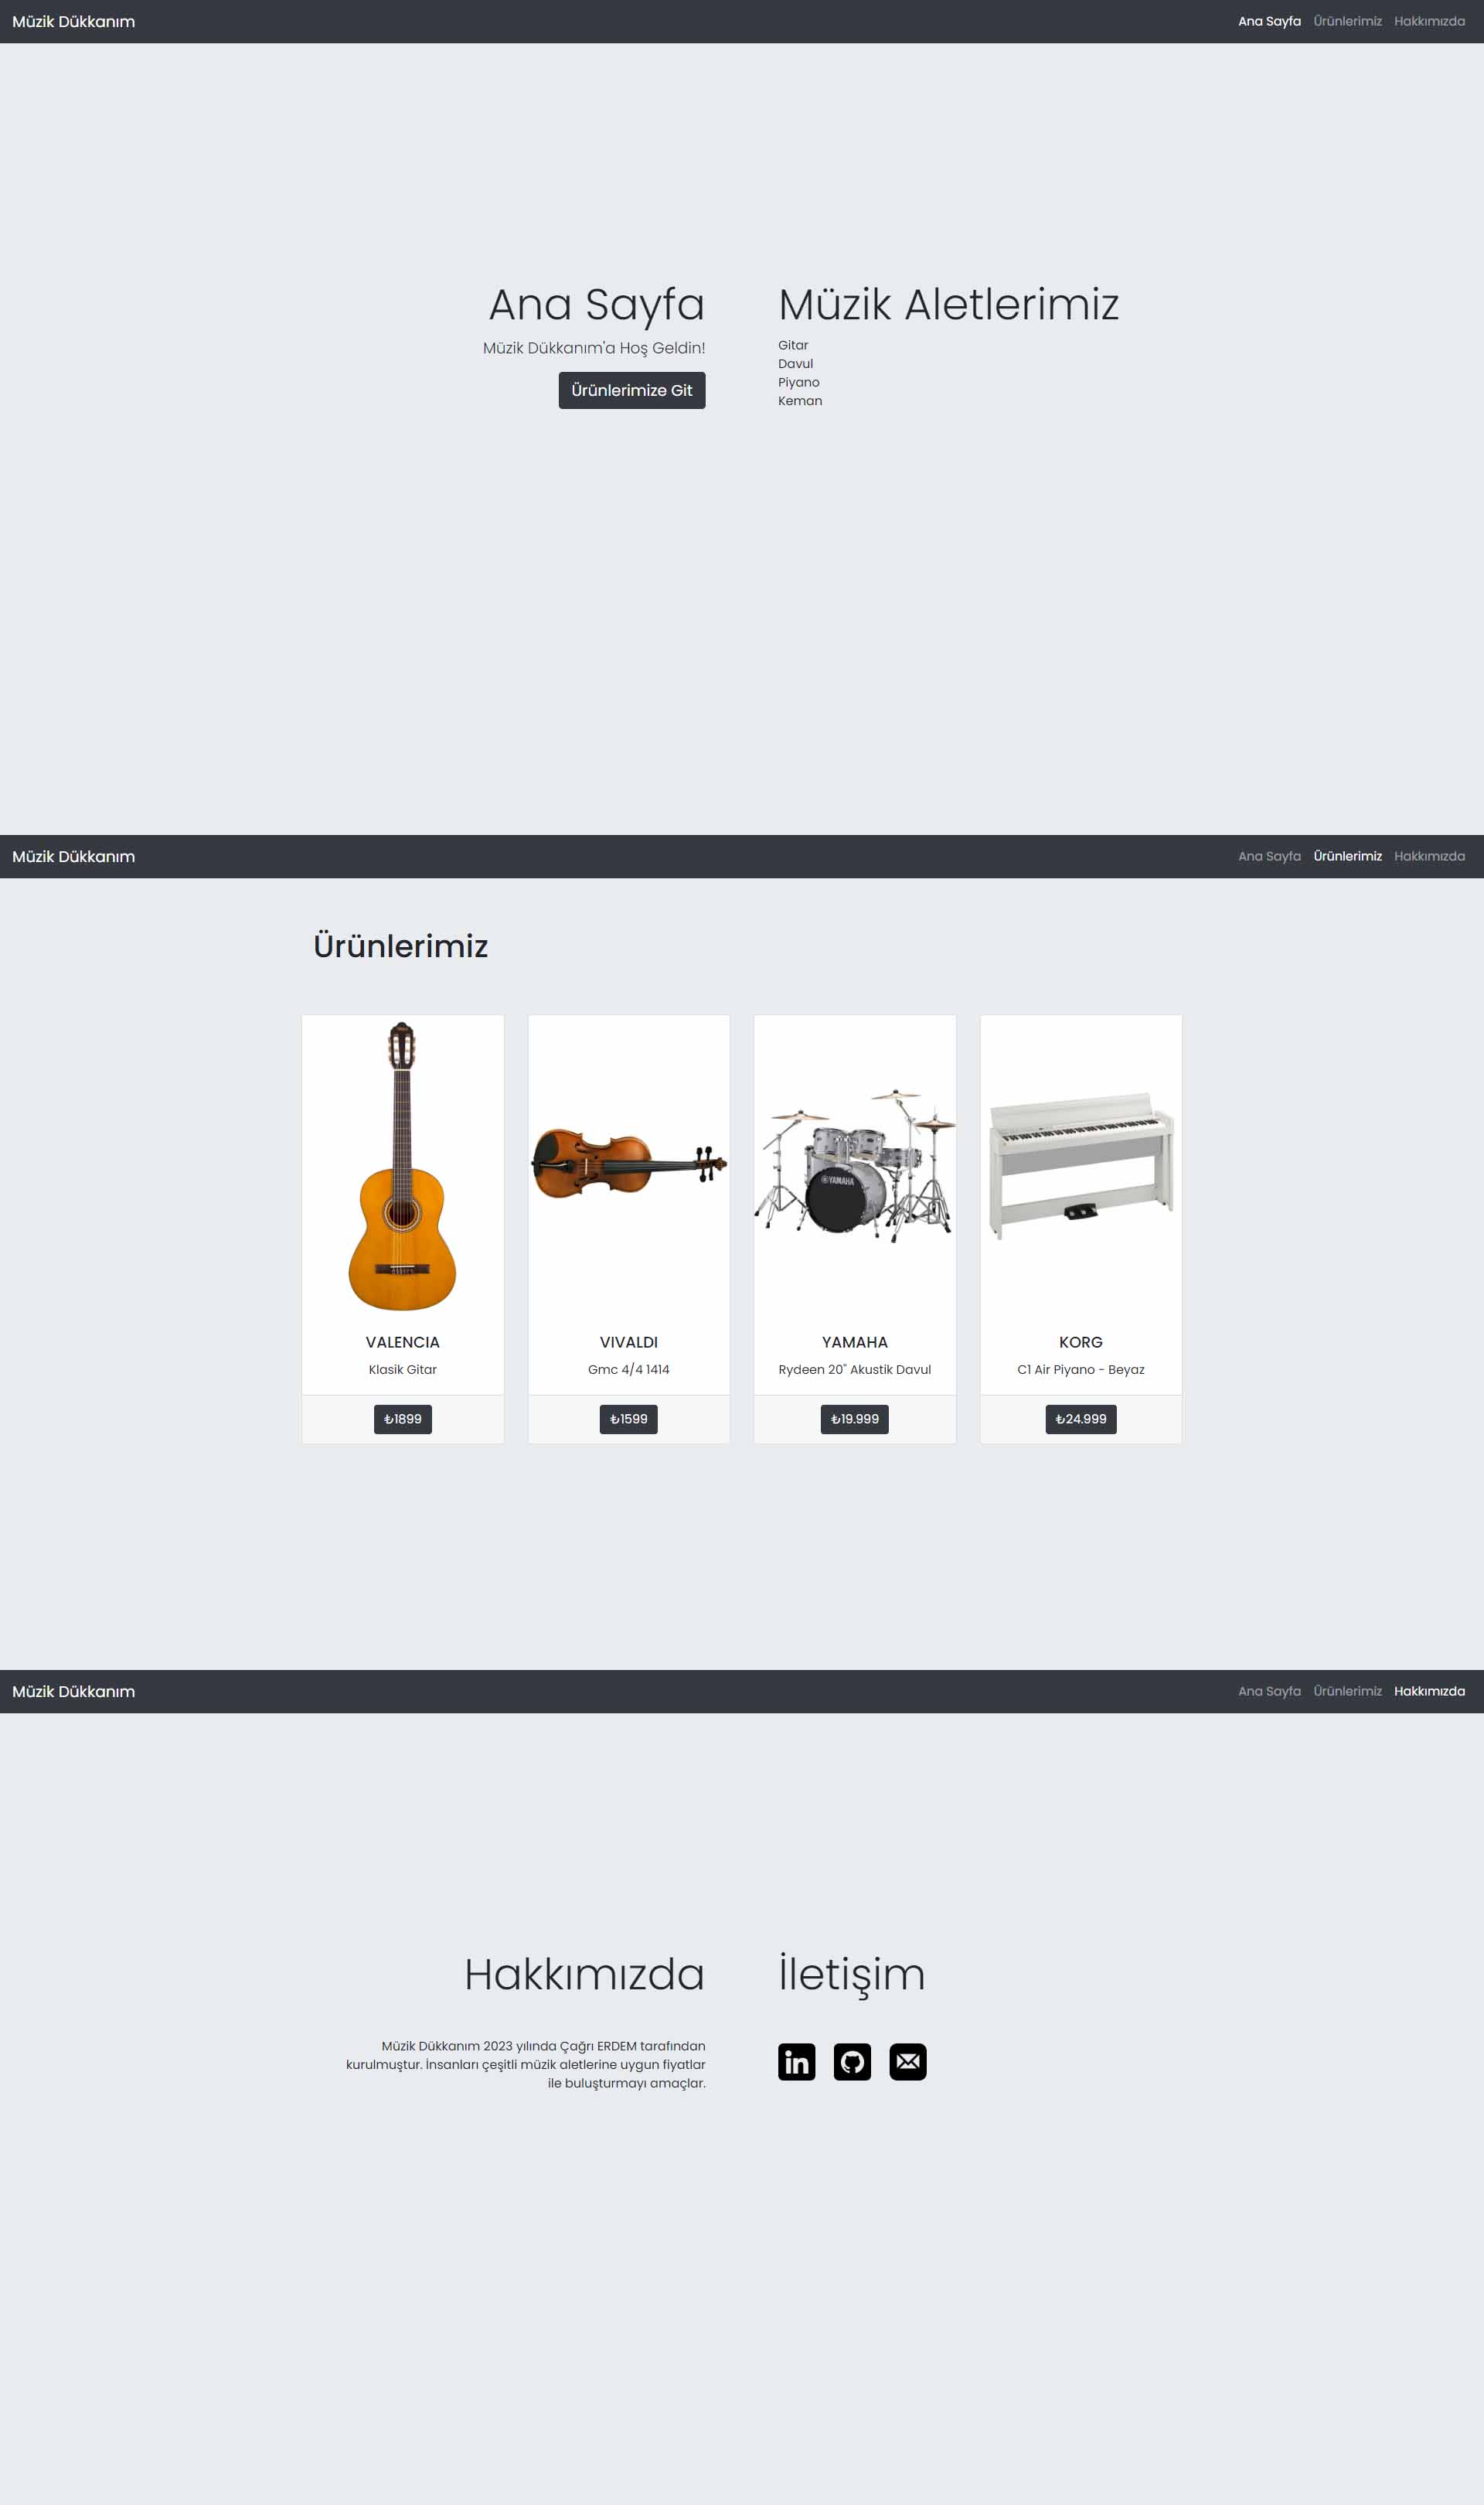 Müzik Dükkanım
Ana Sayfa Ürünlerimiz Hakkımızda
Ana Sayfa
Müzik Dükkanım'a Hoş Geldin!
Ürünlerimize Git
Müzik Aletlerimiz
Gitar
Davul
Piyano
Keman
Müzik Dükkanım
Ana Sayfa Ürünlerimiz Hakkımızda
Ürünlerimiz
VALENCIA
Klasik Gitar
₺1899
VIVALDI
Gmc 4/4 1414
₺1599
YAMAHA
YAMAHA
Rydeen 20" Akustik Davul
₺19.999
KORG
C1 Air Piyano - Beyaz
₺24.999
Müzik Dükkanım
Ana Sayfa Ürünlerimiz Hakkımızda
Hakkımızda
Müzik Dükkanım 2023 yılında Çağrı ERDEM tarafından
kurulmuştur. İnsanları çeşitli müzik aletlerine uygun fiyatlar
ile buluşturmayı amaçlar.
İletişim
in